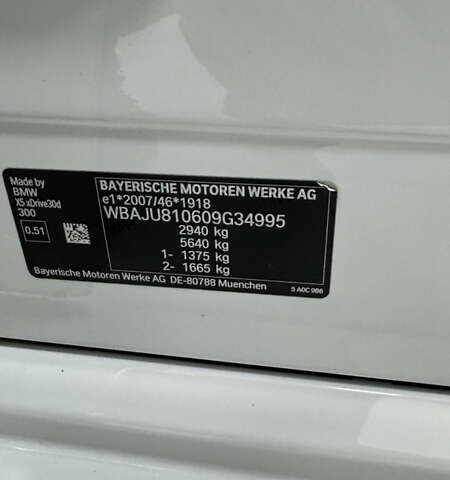 Made by
BMW
X5 xDrive30d
300
0.51
BAYERISCHE MOTOREN WERKE AG
e1*2007/46*1918
WBAJU810609G34995
2940 kg
5640 kg
1- 1375 kg
2- 1665 kg
Bayerische Motoren Werke AG DE-80788 Muenchen
5 A0C 966